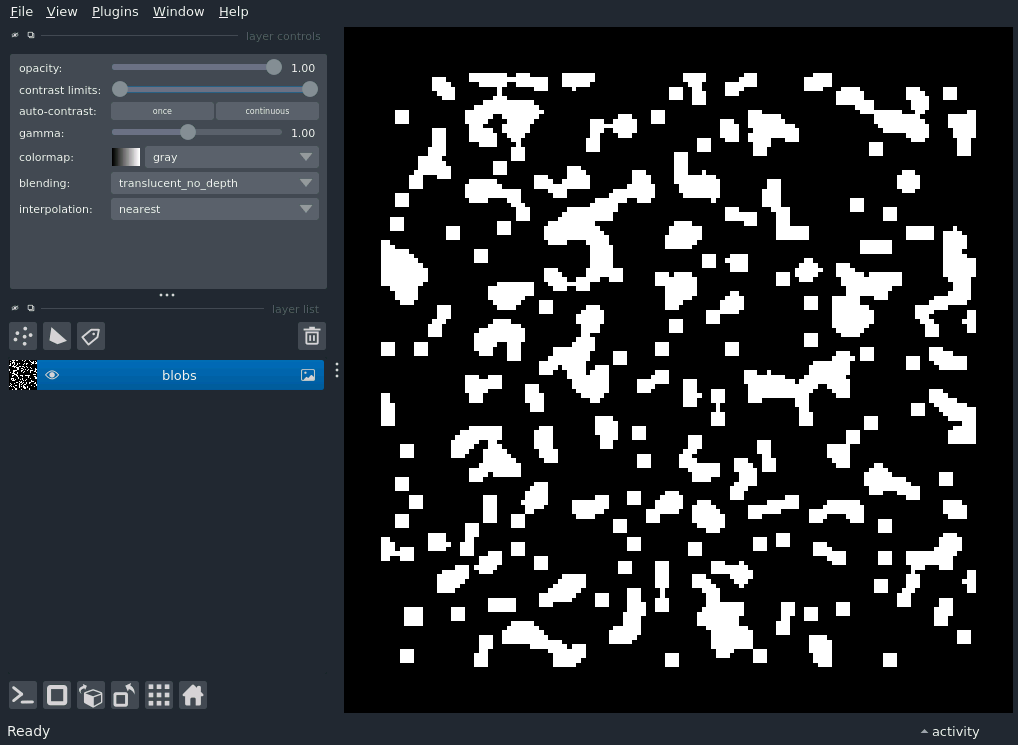 File View Plugins Window Help
layer controls
opacity: 1.00
contrast limits:
auto-contrast: once continuous
gamma: 1.00
colormap: gray
blending: translucent_no_depth
interpolation: nearest
layer list
blobs
Ready activity